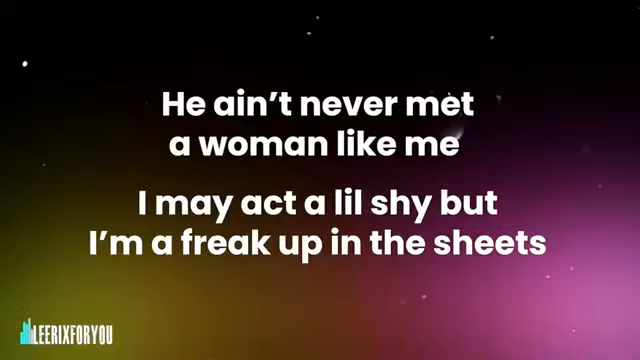 He ain't never met
a woman like me
I may act a lil shy but
I'm a freak up in the sheets
LEERIXFORYOU